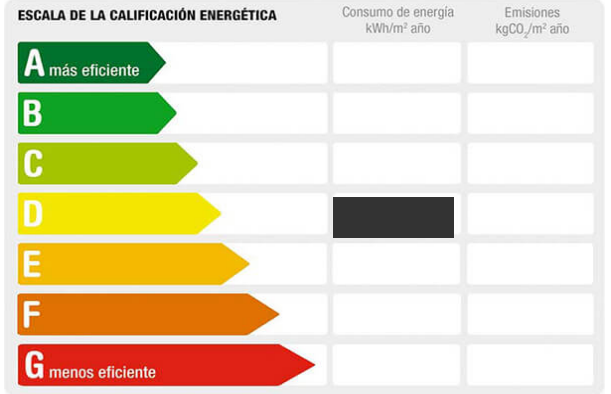 ESCALA DE LA CALIFICACIÓN ENERGÉTICA
Consumo de energía
kWh/m² año
Emisiones
kgCO₂/m² año
A más eficiente
B
C
D
E
F
G menos eficiente